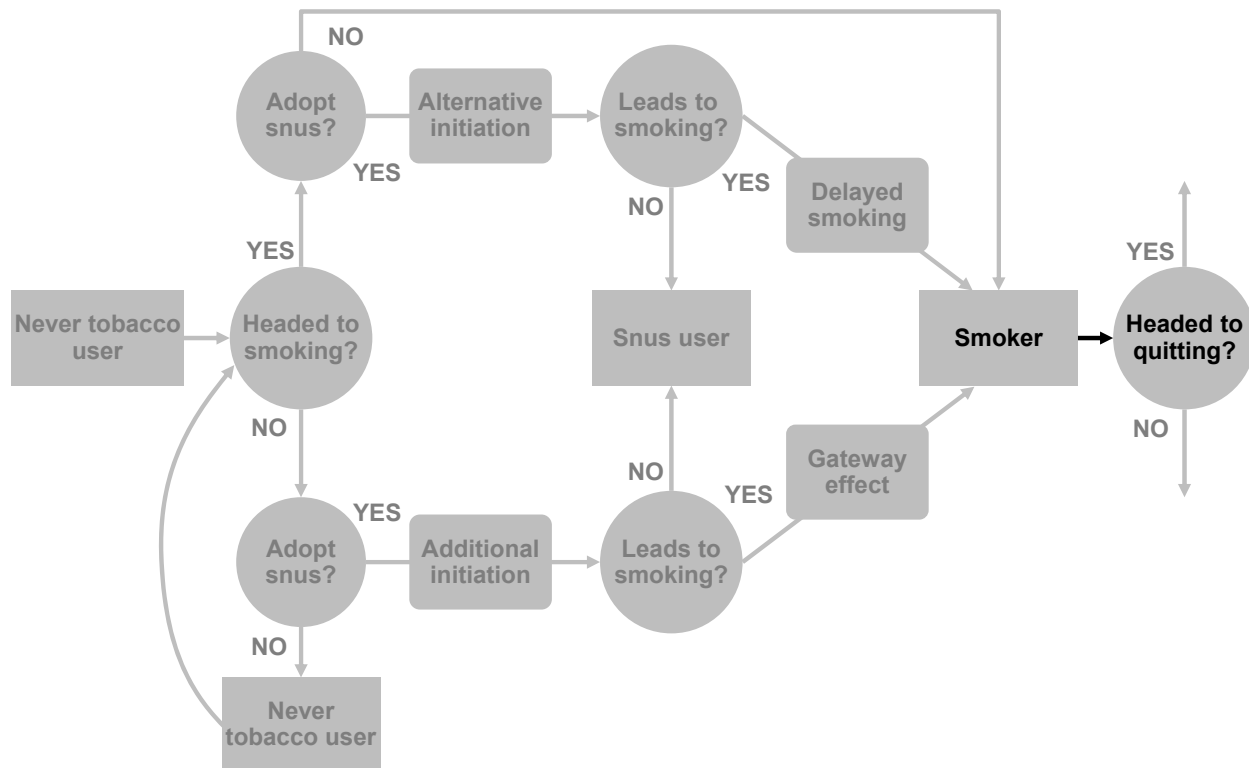 NO
Adopt
snus?
Alternative
initiation
Leads to
smoking?
YES
YES
NO
Delayed
smoking
YES
YES
Never tobacco
user
Headed to
smoking?
Snus user
Smoker
Headed to
quitting?
NO
NO
NO
YES
Gateway
effect
YES
Adopt
snus?
Additional
initiation
Leads to
smoking?
NO
Never
tobacco user